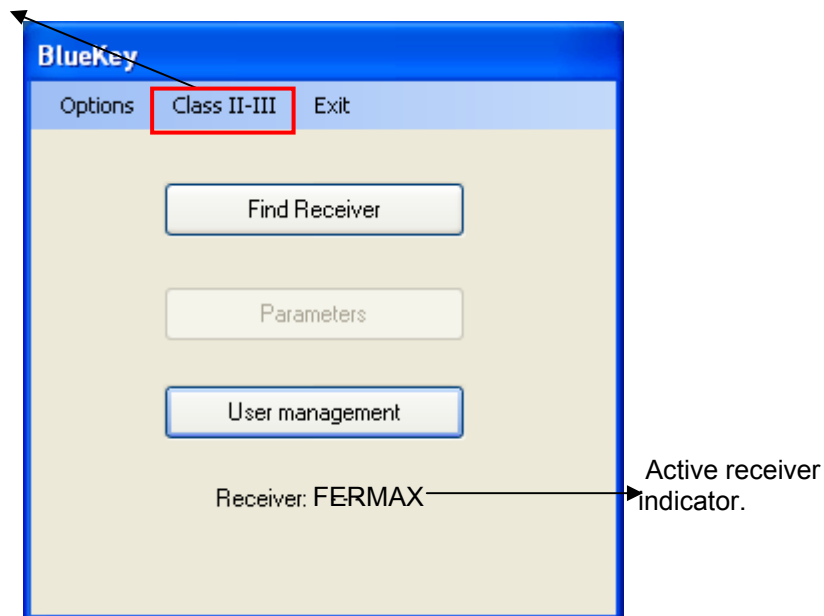 BlueKey
Options Class II-III Exit
Find Receiver
Parameters
User management
Receiver: FERMAX
Active receiver
indicator.